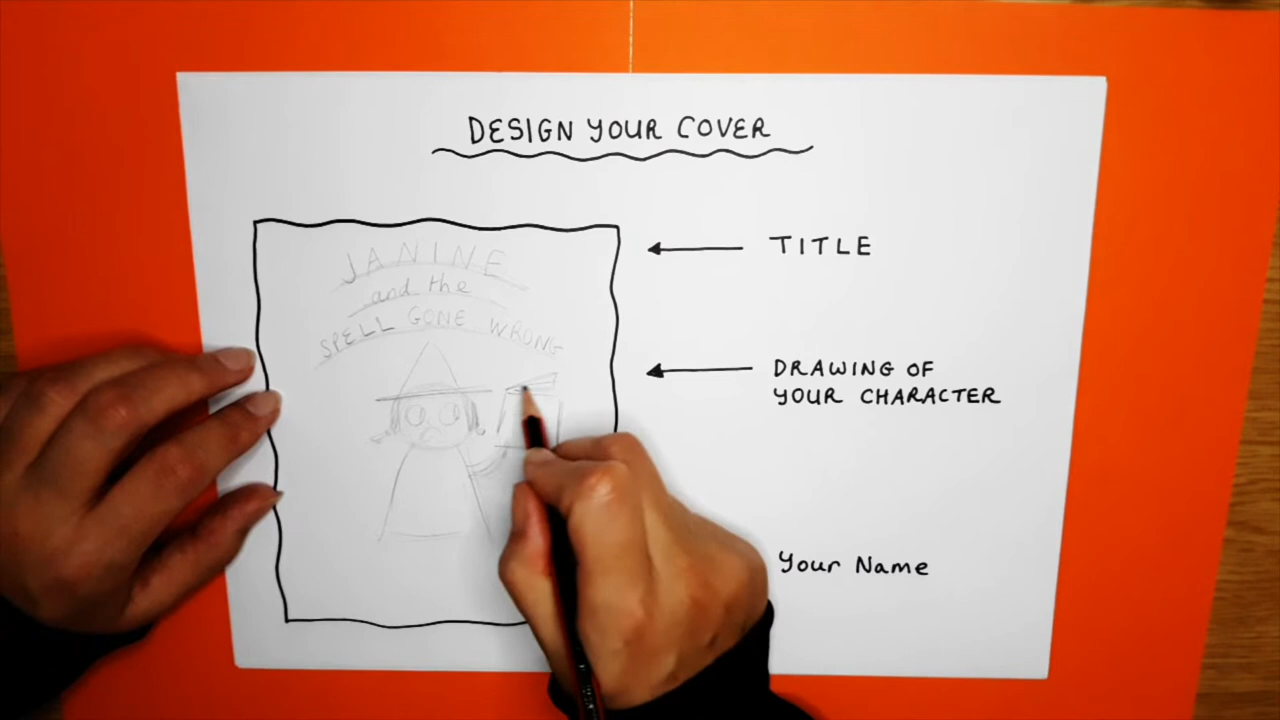 DESIGN YOUR COVER
JANINE
and the
SPELL GONE WRONG
TITLE
DRAWING OF
YOUR CHARACTER
Your Name